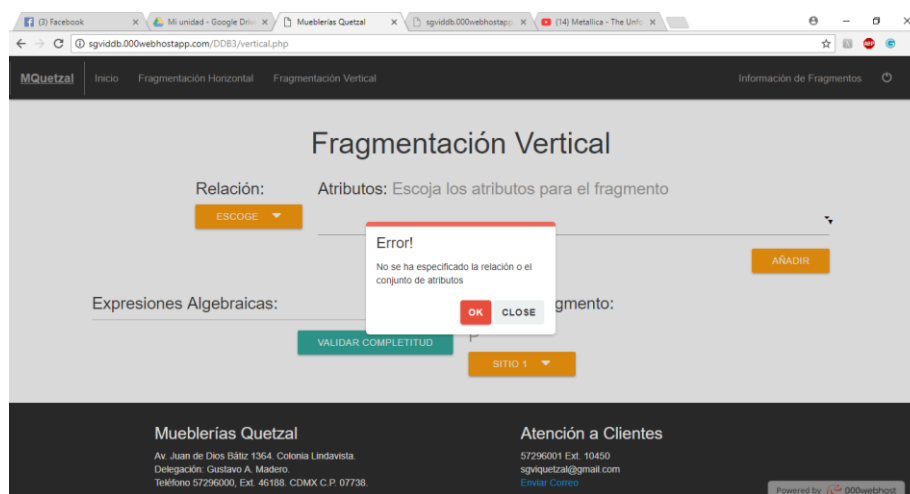 (3) Facebook
Mi unidad - Google Drive
Mueblerías Quetzal
sgviddb.000webhostapp
(14) Metallica - The Unfo
sgviddb.000webhostapp.com/DDB3/vertical.php
MQuetzal
Inicio
Fragmentación Horizontal
Fragmentación Vertical
Información de Fragmentos
Fragmentación Vertical
Relación:
Atributos: Escoja los atributos para el fragmento
ESCOGE
Error!
No se ha especificado la relación o el
conjunto de atributos
AÑADIR
OK
CLOSE
Expresiones Algebraicas:
gmento:
VALIDAR COMPLETITUD
SITIO 1
Mueblerías Quetzal
Av. Juan de Dios Bátiz 1364. Colonia Lindavista.
Delegación: Gustavo A. Madero.
Teléfono 57296000, Ext. 46188. CDMX C.P. 07738.
Atención a Clientes
57296001 Ext. 10450
sgviquetzal@gmail.com
Enviar Correo
Powered by 000webhost